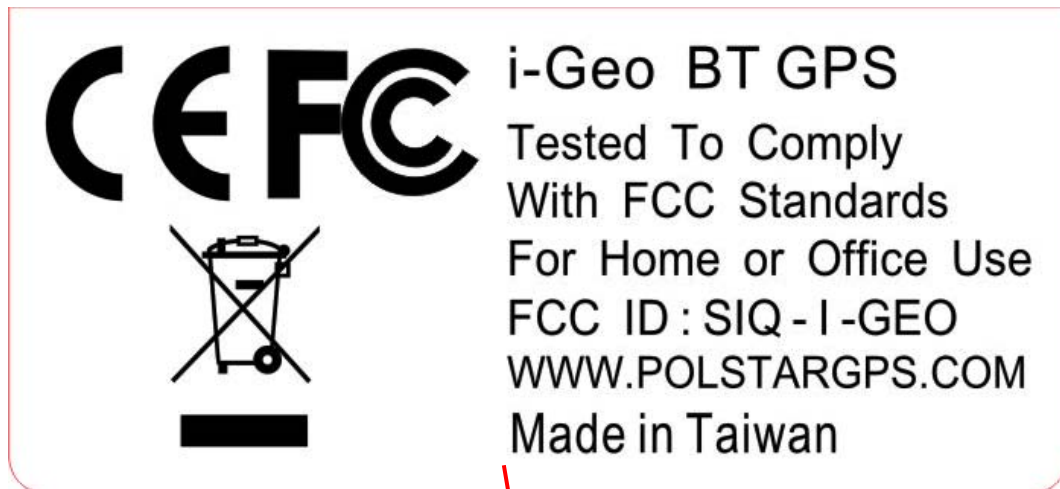 CE FC
i-Geo BT GPS
Tested To Comply
With FCC Standards
For Home or Office Use
FCC ID : SIQ - I -GEO
WWW.POLSTARGPS.COM
Made in Taiwan